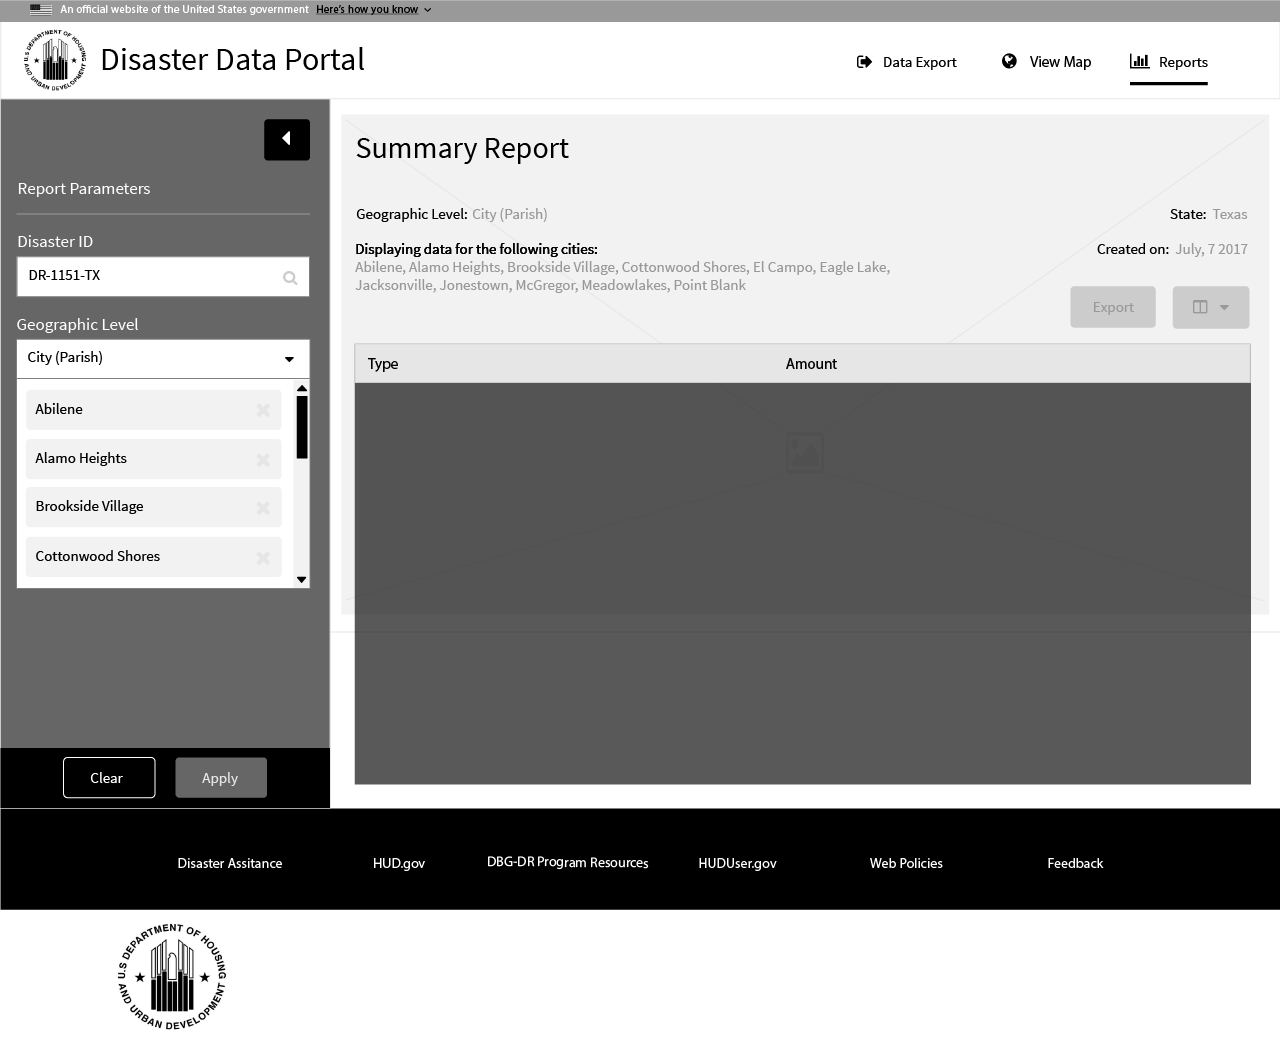 An official website of the United States government Here's how you know
U.S DEPARTMENT OF HOUSING AND URBAN DEVELOPMENT
Disaster Data Portal
Data Export
View Map
Reports
Report Parameters
Disaster ID
DR-1151-TX
Geographic Level
City (Parish)
Abilene
Alamo Heights
Brookside Village
Cottonwood Shores
Clear
Apply
Summary Report
Geographic Level: City (Parish)
State: Texas
Displaying data for the following cities:
Created on: July, 7 2017
Abilene, Alamo Heights, Brookside Village, Cottonwood Shores, El Campo, Eagle Lake,
Jacksonville, Jonestown, McGregor, Meadowlakes, Point Blank
Export
Type
Amount
Disaster Assitance
HUD.gov
DBG-DR Program Resources
HUDUser.gov
Web Policies
Feedback
U.S DEPARTMENT OF HOUSING AND URBAN DEVELOPMENT